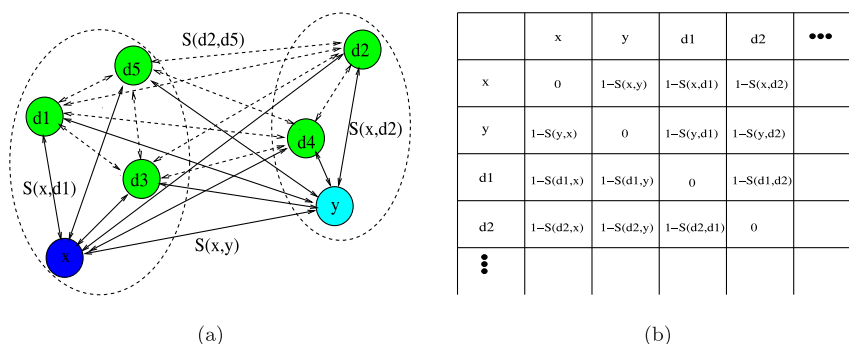 S(d2,d5)
d2
d5
d1
S(x,d2)
d4
d3
S(x,d1)
y
S(x,y)
x
(a)
x y d1 d2 •••
x 0 1−S(x,y) 1−S(x,d1) 1−S(x,d2)
y 1−S(y,x) 0 1−S(y,d1) 1−S(y,d2)
d1 1−S(d1,x) 1−S(d1,y) 0 1−S(d1,d2)
d2 1−S(d2,x) 1−S(d2,y) 1−S(d2,d1) 0
(b)